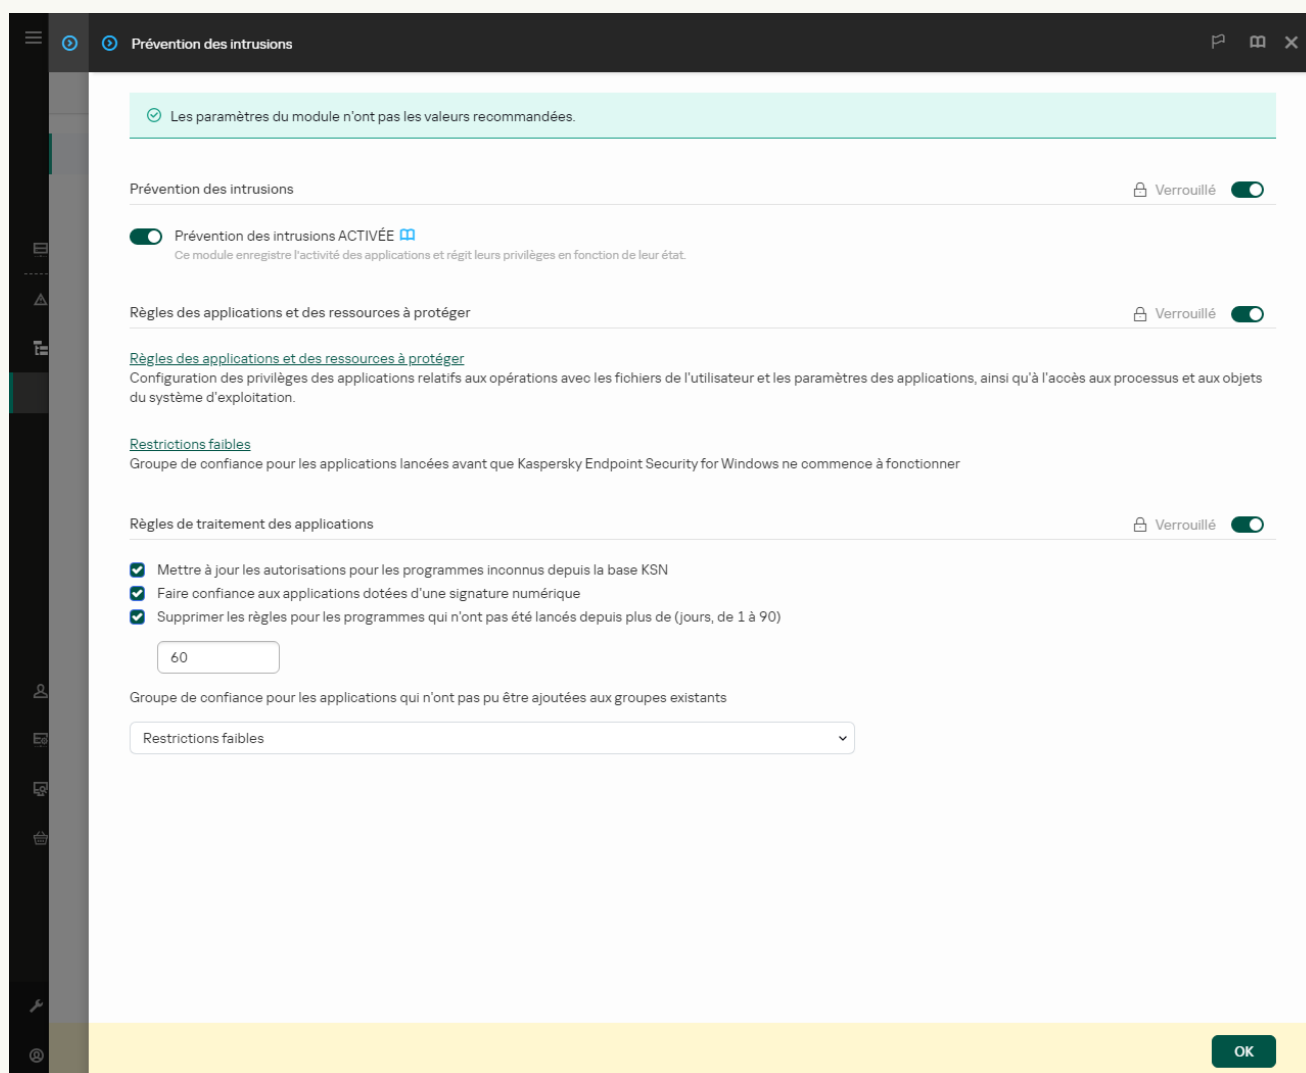 Prévention des intrusions
Les paramètres du module n'ont pas les valeurs recommandées.
Prévention des intrusions
Verrouillé
Prévention des intrusions ACTIVÉE
Ce module enregistre l'activité des applications et régit leurs privilèges en fonction de leur état.
Règles des applications et des ressources à protéger
Verrouillé
Règles des applications et des ressources à protéger
Configuration des privilèges des applications relatifs aux opérations avec les fichiers de l'utilisateur et les paramètres des applications, ainsi qu'à l'accès aux processus et aux objets
du système d'exploitation.
Restrictions faibles
Groupe de confiance pour les applications lancées avant que Kaspersky Endpoint Security for Windows ne commence à fonctionner
Règles de traitement des applications
Verrouillé
Mettre à jour les autorisations pour les programmes inconnus depuis la base KSN
Faire confiance aux applications dotées d'une signature numérique
Supprimer les règles pour les programmes qui n'ont pas été lancés depuis plus de (jours, de 1 à 90)
60
Groupe de confiance pour les applications qui n'ont pas pu être ajoutées aux groupes existants
Restrictions faibles
OK